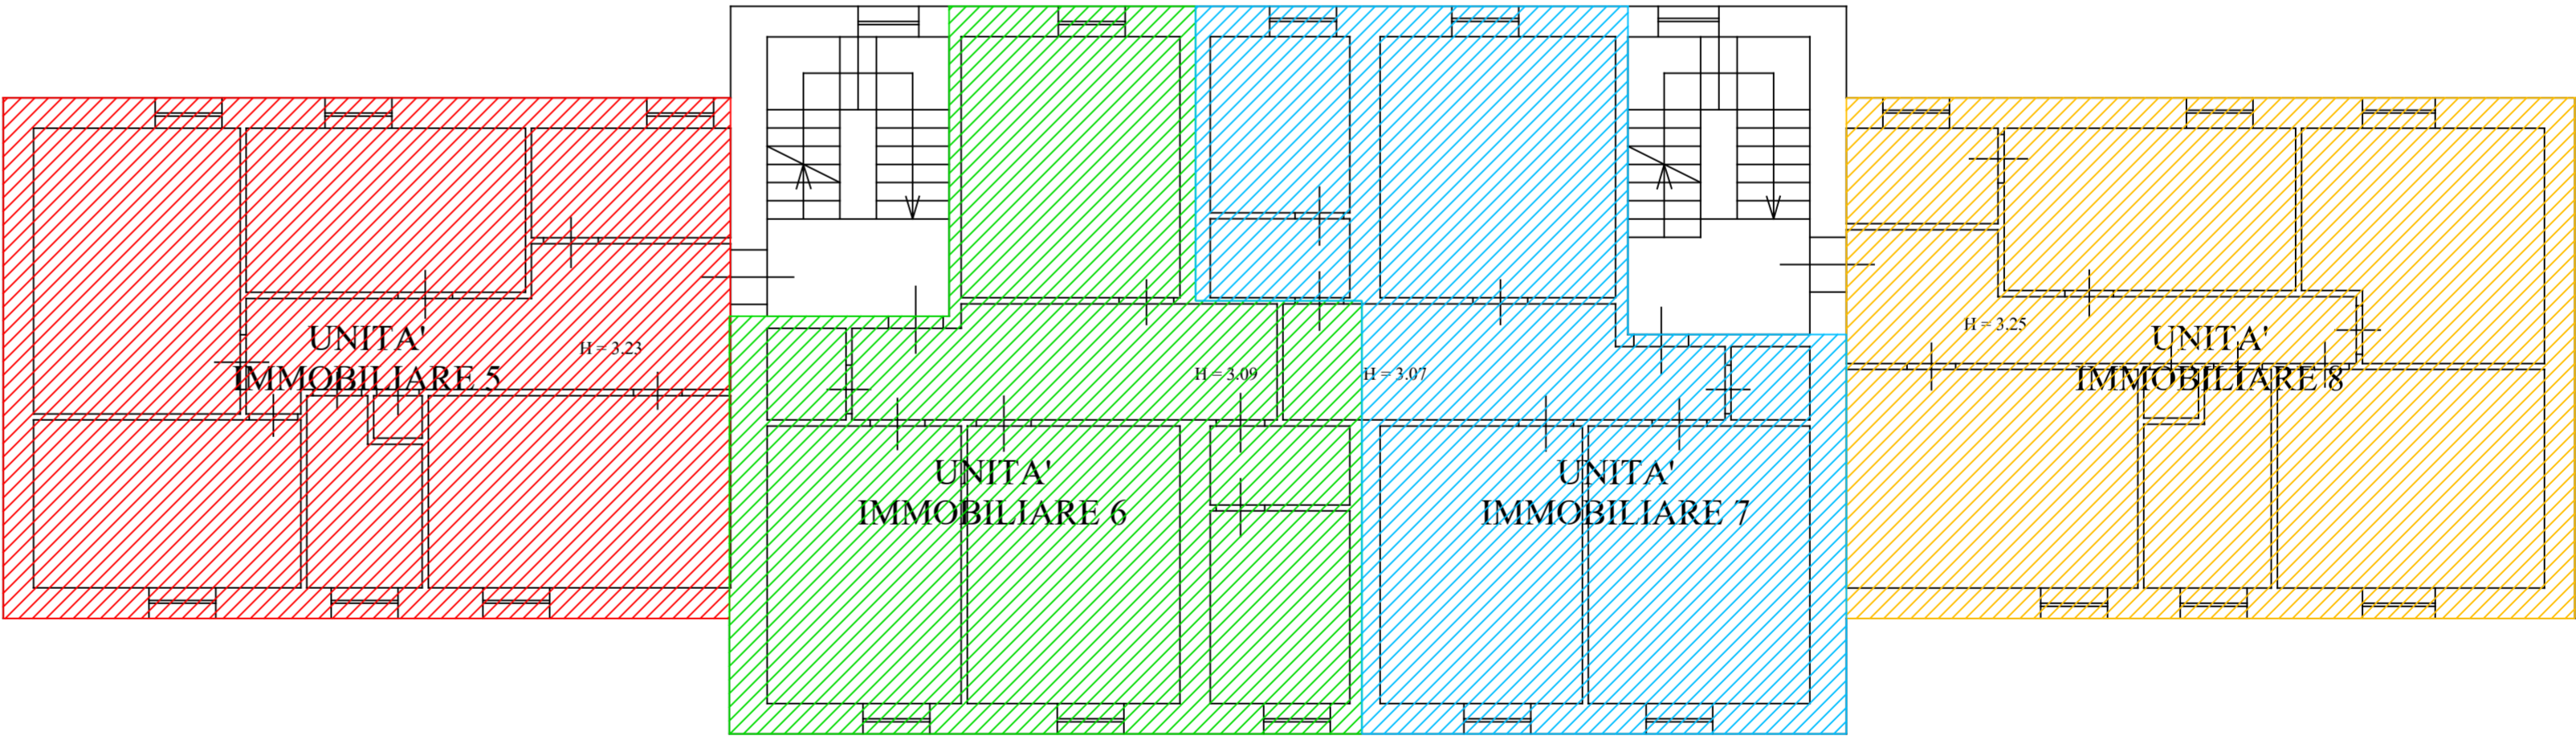 UNITA'
IMMOBILIARE 5
H = 3.23
UNITA'
IMMOBILIARE 6
H = 3.09
H = 3.07
UNITA'
IMMOBILIARE 7
H = 3.25
UNITA'
IMMOBILIARE 8